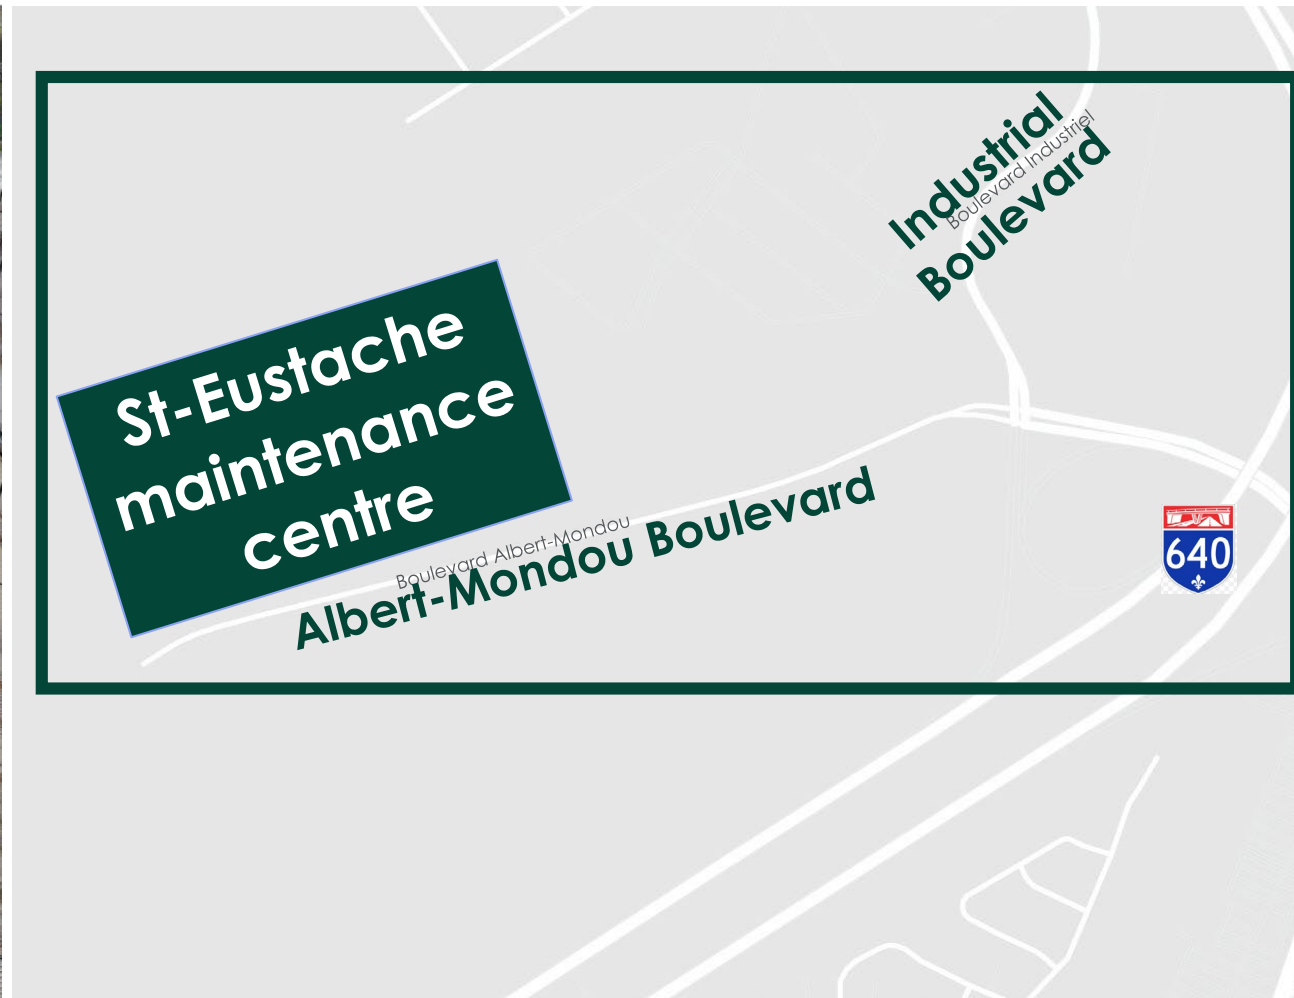 Industrial
Boulevard Industriel
Boulevard
St-Eustache
maintenance
centre
Boulevard Albert-Mondou
Albert-Mondou Boulevard
640